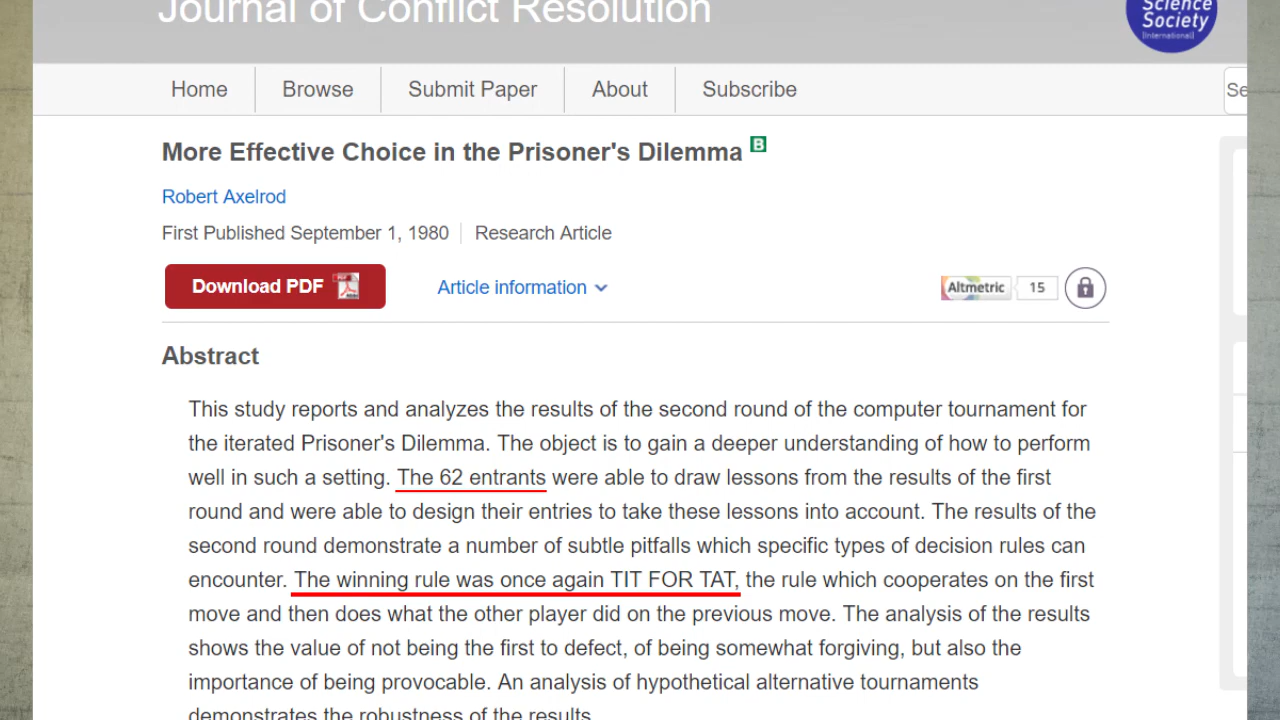 Journal of Conflict Resolution
Science
Society
[International]
Home Browse Submit Paper About Subscribe
More Effective Choice in the Prisoner's Dilemma B
Robert Axelrod
First Published September 1, 1980 Research Article
Download PDF Article information Altmetric 15
Abstract
This study reports and analyzes the results of the second round of the computer tournament for
the iterated Prisoner's Dilemma. The object is to gain a deeper understanding of how to perform
well in such a setting. The 62 entrants were able to draw lessons from the results of the first
round and were able to design their entries to take these lessons into account. The results of the
second round demonstrate a number of subtle pitfalls which specific types of decision rules can
encounter. The winning rule was once again TIT FOR TAT, the rule which cooperates on the first
move and then does what the other player did on the previous move. The analysis of the results
shows the value of not being the first to defect, of being somewhat forgiving, but also the
importance of being provocable. An analysis of hypothetical alternative tournaments
demonstrates the robustness of the results.